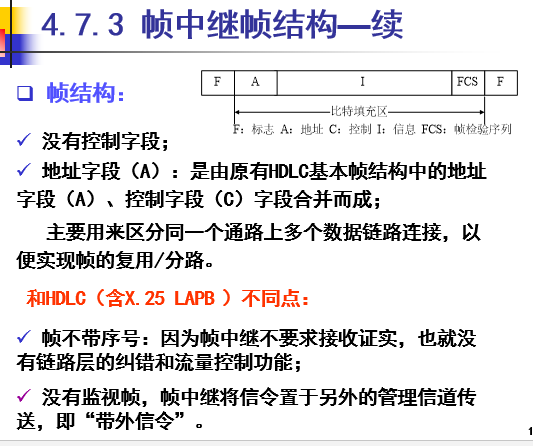 4.7.3 帧中继帧结构—续
F A I FCS F
比特填充区
F：标志 A：地址 C：控制 I：信息 FCS：帧检验序列
帧结构：
没有控制字段；
地址字段（A）：是由原有HDLC基本帧结构中的地址
字段（A）、控制字段（C）字段合并而成；
主要用来区分同一个通路上多个数据链路连接，以
便实现帧的复用/分路。
和HDLC（含X.25 LAPB ）不同点：
帧不带序号：因为帧中继不要求接收证实，也就没
有链路层的纠错和流量控制功能；
没有监视帧，帧中继将信令置于另外的管理信道传
送，即“带外信令”。
1